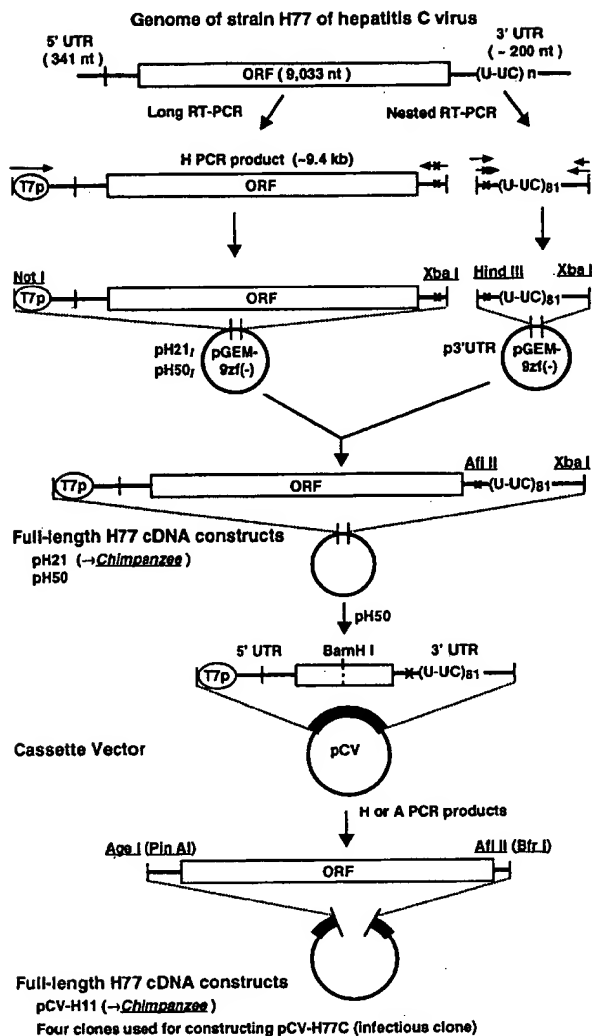 Genome of strain H77 of hepatitis C virus
5' UTR
(341 nt)
3' UTR
(~ 200 nt)
ORF (9,033 nt)
(U-UC) n
Long RT-PCR
Nested RT-PCR
H PCR product (~9.4 kb)
T7p
ORF
(U-UC)81
Not I
Xba I
Hind III
Xba I
T7p
ORF
(U-UC)81
pH21I
pH50I
pGEM-
9zf(-)
p3'UTR
pGEM-
9zf(-)
Afl II
Xba I
T7p
ORF
(U-UC)81
Full-length H77 cDNA constructs
pH21 (→Chimpanzee)
pH50
pH50
5' UTR
BamH I
3' UTR
T7p
(U-UC)81
Cassette Vector
pCV
H or A PCR products
Age I (Pin AI)
Afl II (Bfr I)
ORF
Full-length H77 cDNA constructs
pCV-H11 (→Chimpanzee)
Four clones used for constructing pCV-H77C (infectious clone)